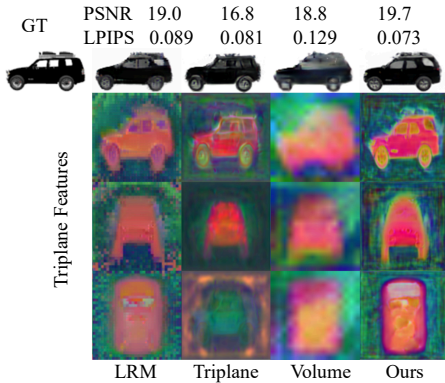 GT
PSNR 19.0 16.8 18.8 19.7
LPIPS 0.089 0.081 0.129 0.073
Triplane Features
LRM Triplane Volume Ours